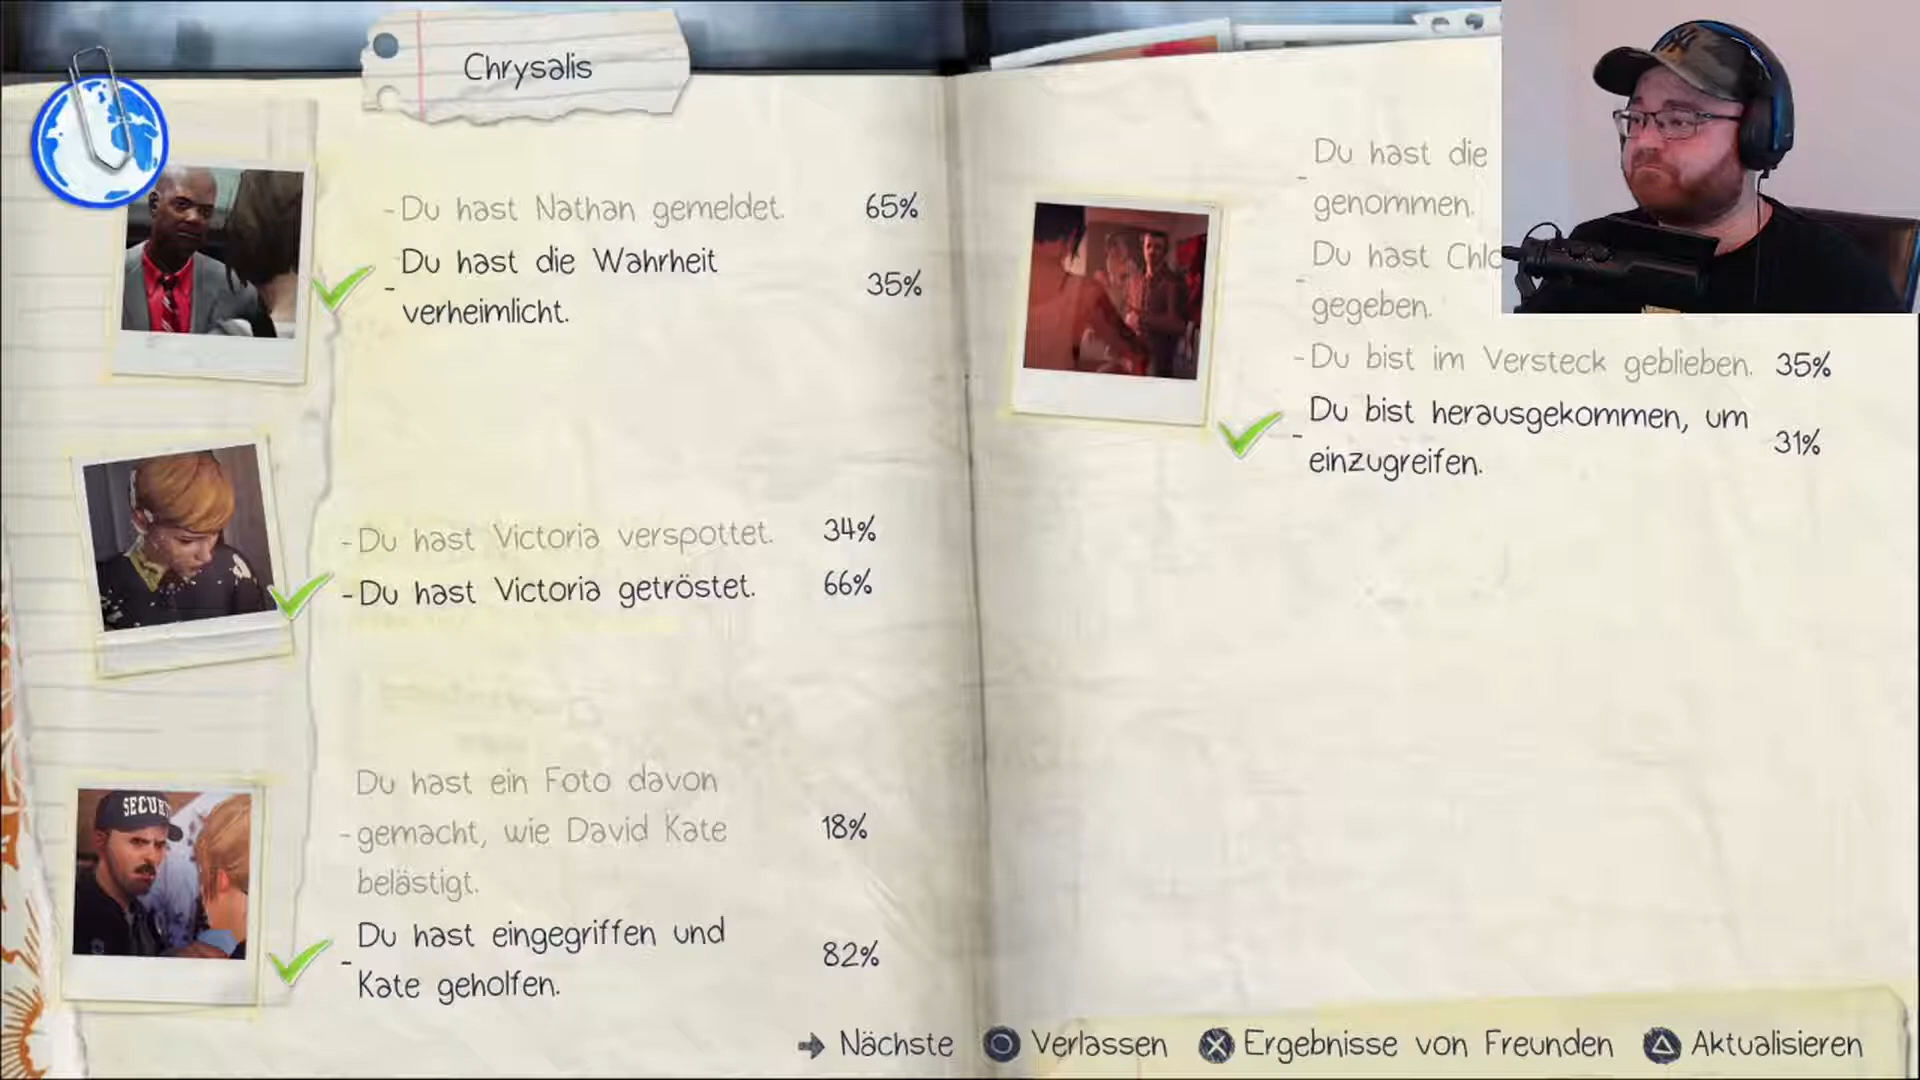 Chrysalis
-Du hast Nathan gemeldet. 65%
Du hast die Wahrheit
- verheimlicht. 35%
-Du hast Victoria verspottet. 34%
-Du hast Victoria getröstet. 66%
Du hast ein Foto davon
-gemacht, wie David Kate 18%
belästigt.
Du hast eingegriffen und
- Kate geholfen. 82%
SECURI
Du hast die
- genommen.
Du hast Chlo
- gegeben.
-Du bist im Versteck geblieben. 35%
Du bist herausgekommen, um
- einzugreifen. 31%
Nächste Verlassen Ergebnisse von Freunden Aktualisieren